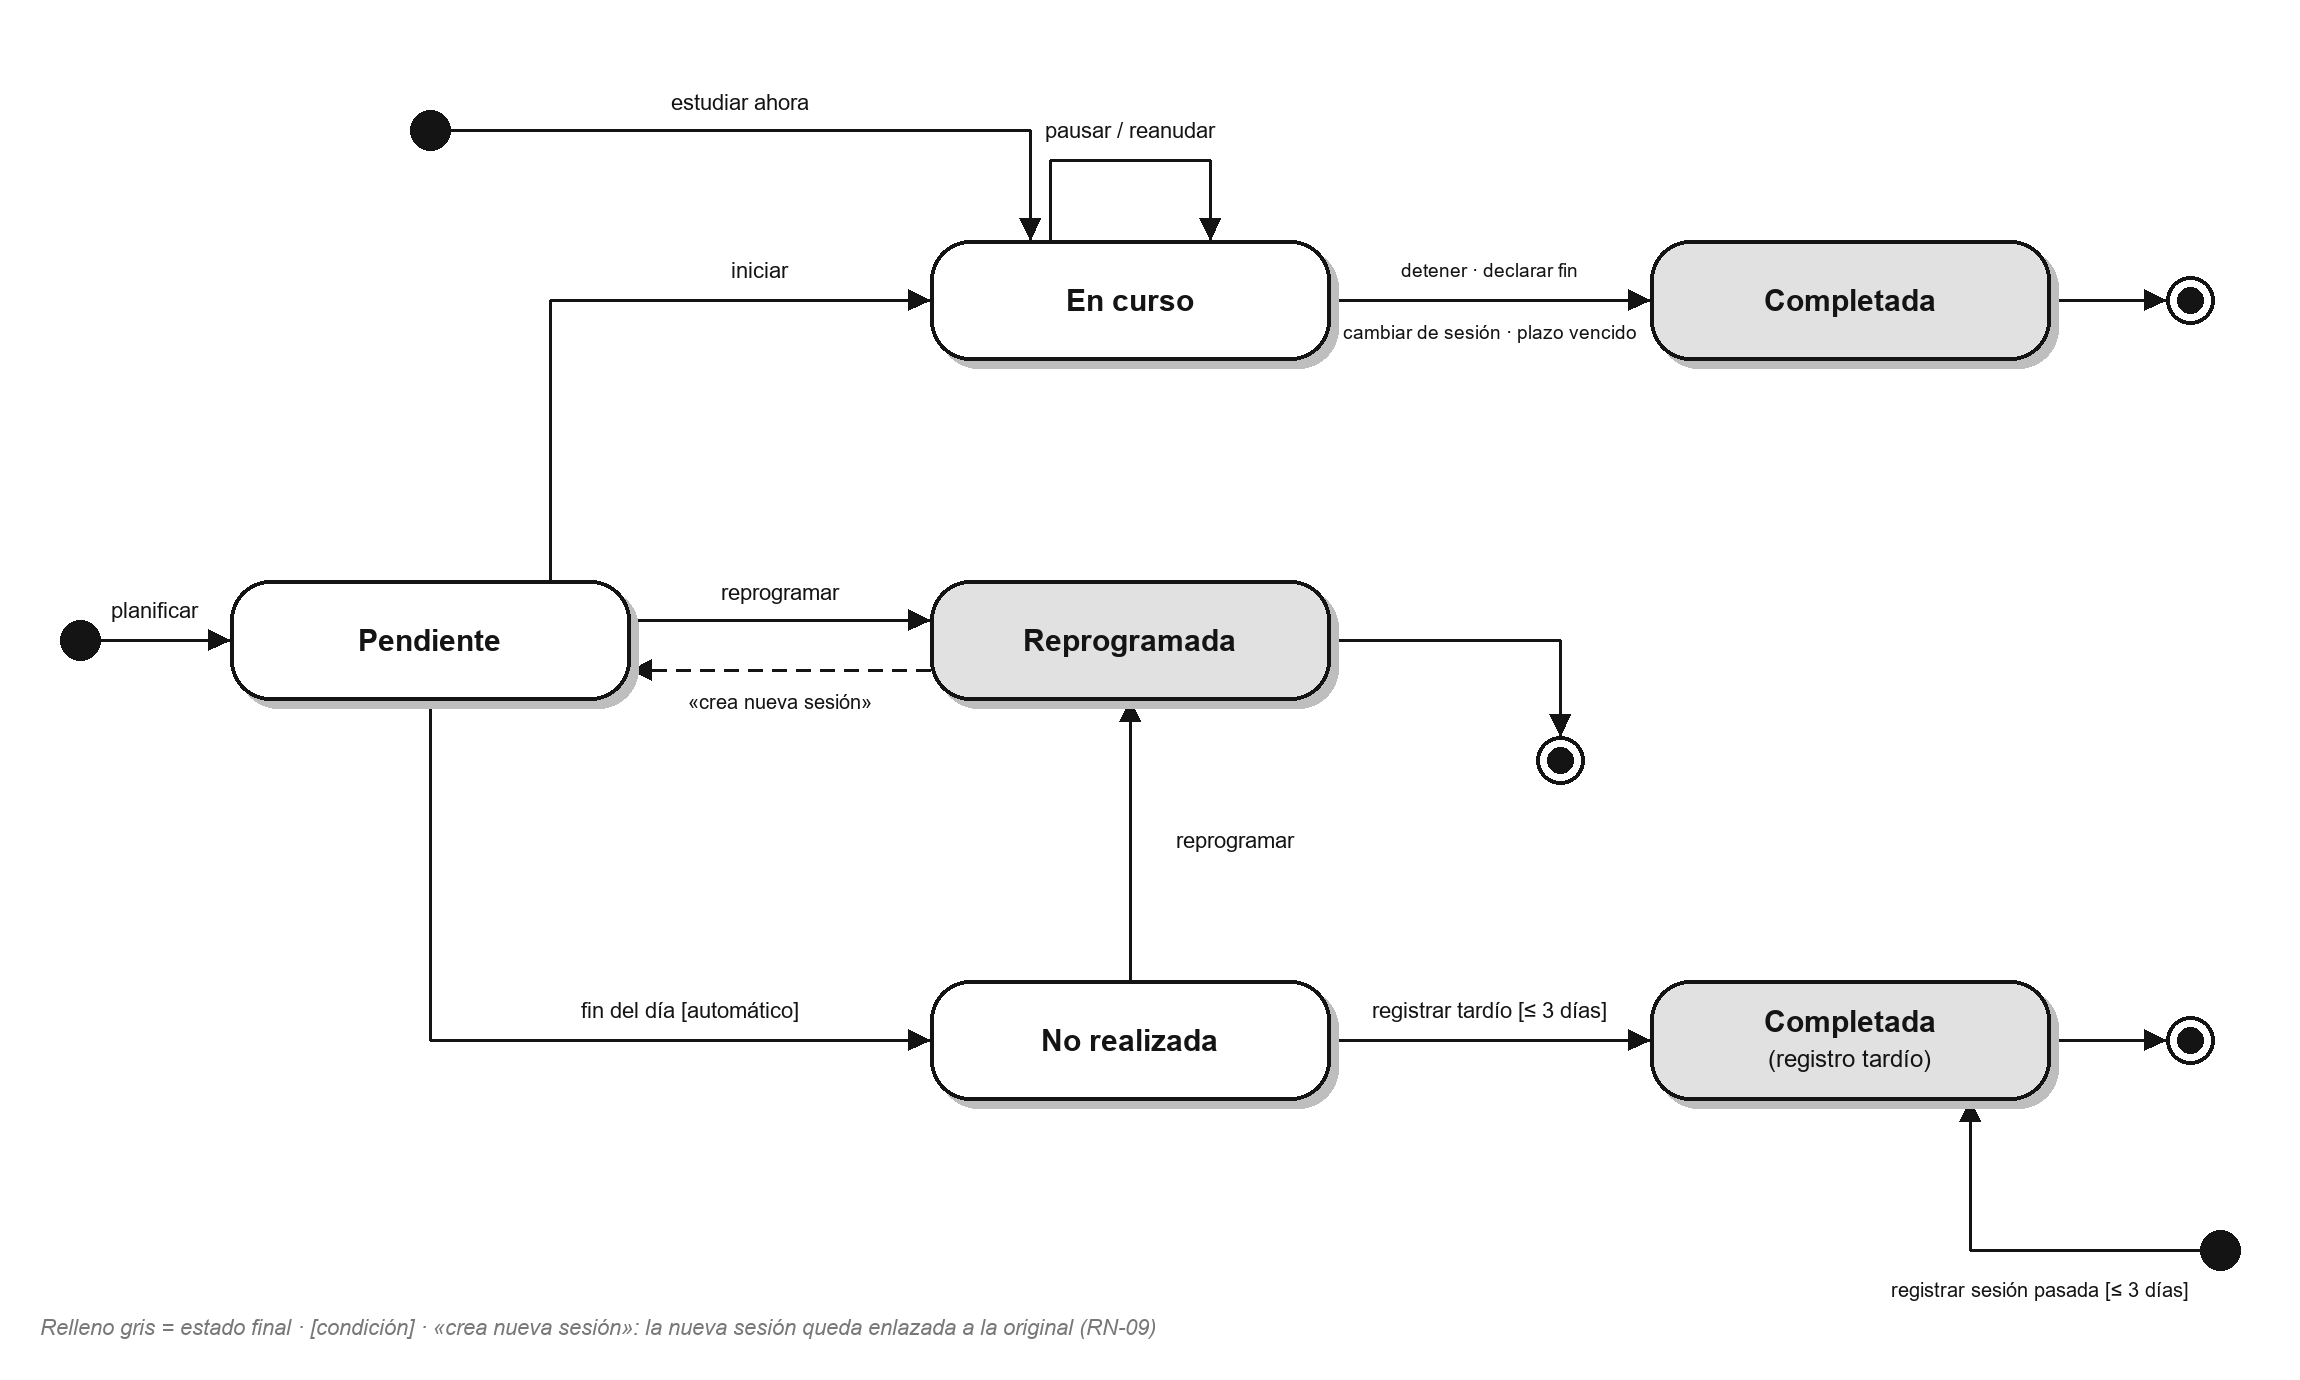 estudiar ahora
pausar / reanudar
iniciar
En curso
detener · declarar fin
cambiar de sesión · plazo vencido
Completada
planificar
Pendiente
reprogramar
«crea nueva sesión»
Reprogramada
reprogramar
fin del día [automático]
No realizada
registrar tardío [≤ 3 días]
Completada
(registro tardío)
registrar sesión pasada [≤ 3 días]
Relleno gris = estado final · [condición] · «crea nueva sesión»: la nueva sesión queda enlazada a la original (RN-09)